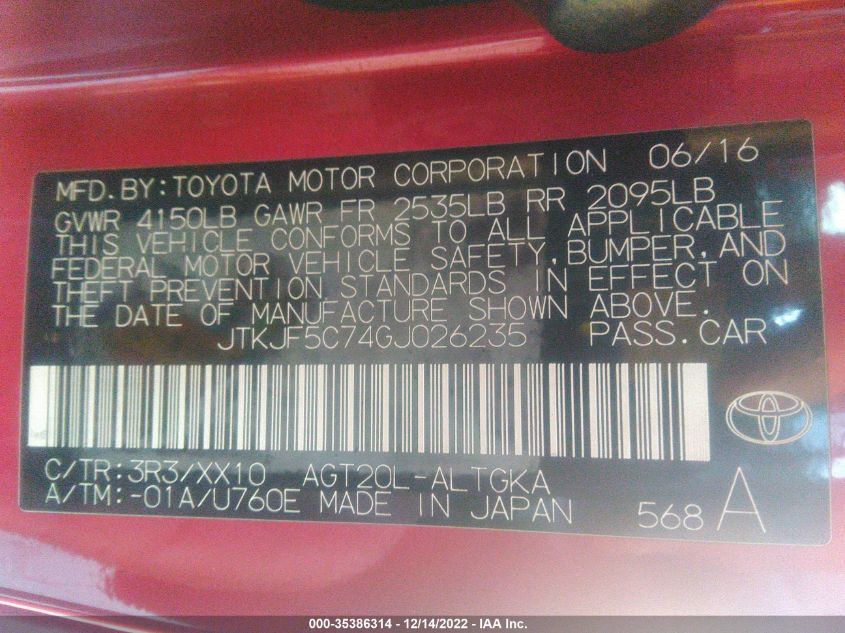 MFD. BY: TOYOTA MOTOR CORPORATION 06/16
GVWR 4150LB GAWR FR 2535LB RR 2095LB
THIS VEHICLE CONFORMS TO ALL APPLICABLE
FEDERAL MOTOR VEHICLE SAFETY, BUMPER, AND
THEFT PREVENTION STANDARDS IN EFFECT ON
THE DATE OF MANUFACTURE SHOWN ABOVE.
JTKJF5C74GJ026235 PASS. CAR
C/TR: 3R3/XX10 AGT20L-ALTGKA
A/TM: -01A/U760E MADE IN JAPAN 568 A
000-35386314 - 12/14/2022 - IAA Inc.